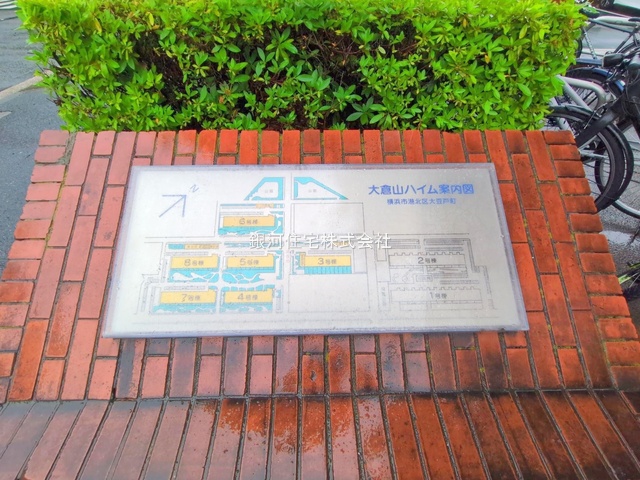 大倉山ハイム案内図
横浜市港北区大豆戸町
N
6号棟
銀河住宅株式会社
8号棟
5号棟
3号棟
2号棟
7号棟
4号棟
1号棟